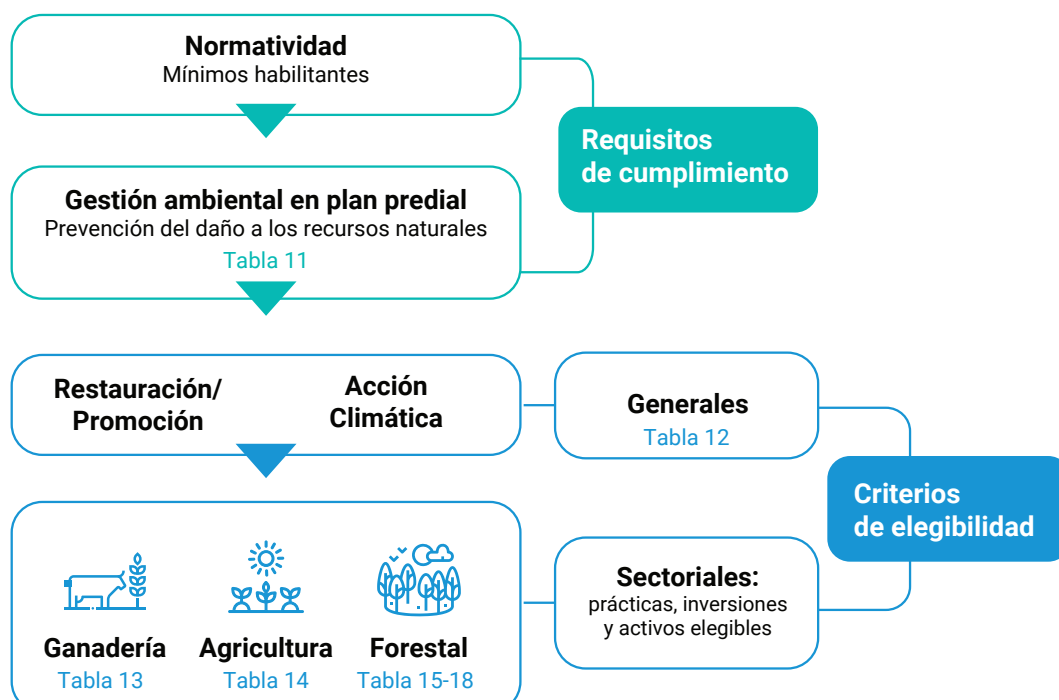 Normatividad
Mínimos habilitantes
Requisitos
de cumplimiento
Gestión ambiental en plan predial
Prevención del daño a los recursos naturales
Tabla 11
Restauración/
Promoción
Acción
Climática
Generales
Tabla 12
Criterios
de elegibilidad
Ganadería
Tabla 13
Agricultura
Tabla 14
Forestal
Tabla 15-18
Sectoriales:
prácticas, inversiones
y activos elegibles